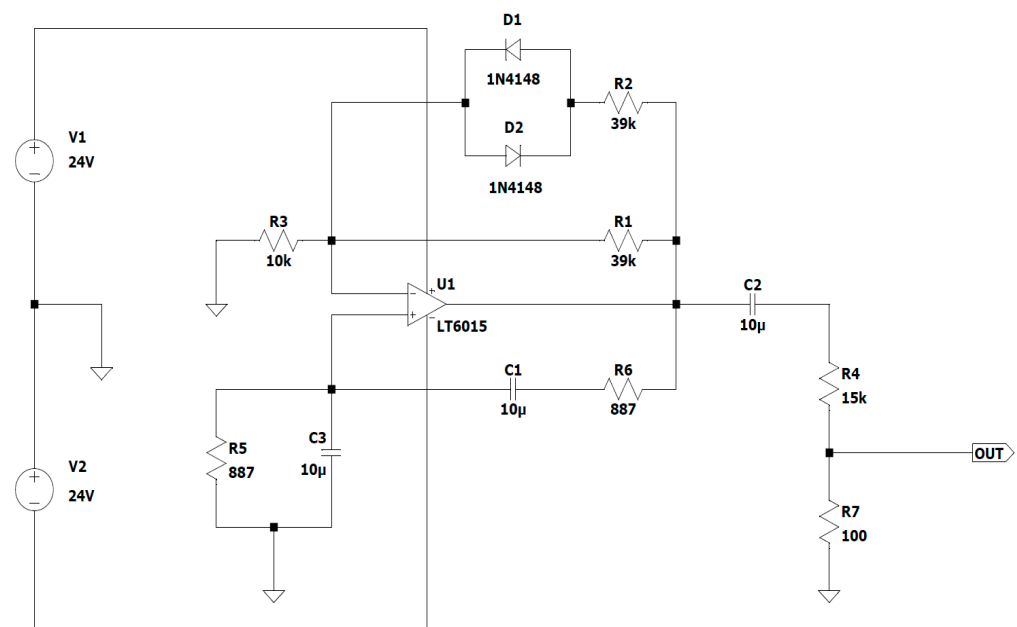 D1
1N4148
R2
39k
D2
1N4148
V1
+
24V
−
R3
10k
R1
39k
U1
−
+
+
−
LT6015
C2
10µ
C1
10µ
R6
887
R4
15k
R5
887
C3
10µ
OUT
V2
+
24V
−
R7
100